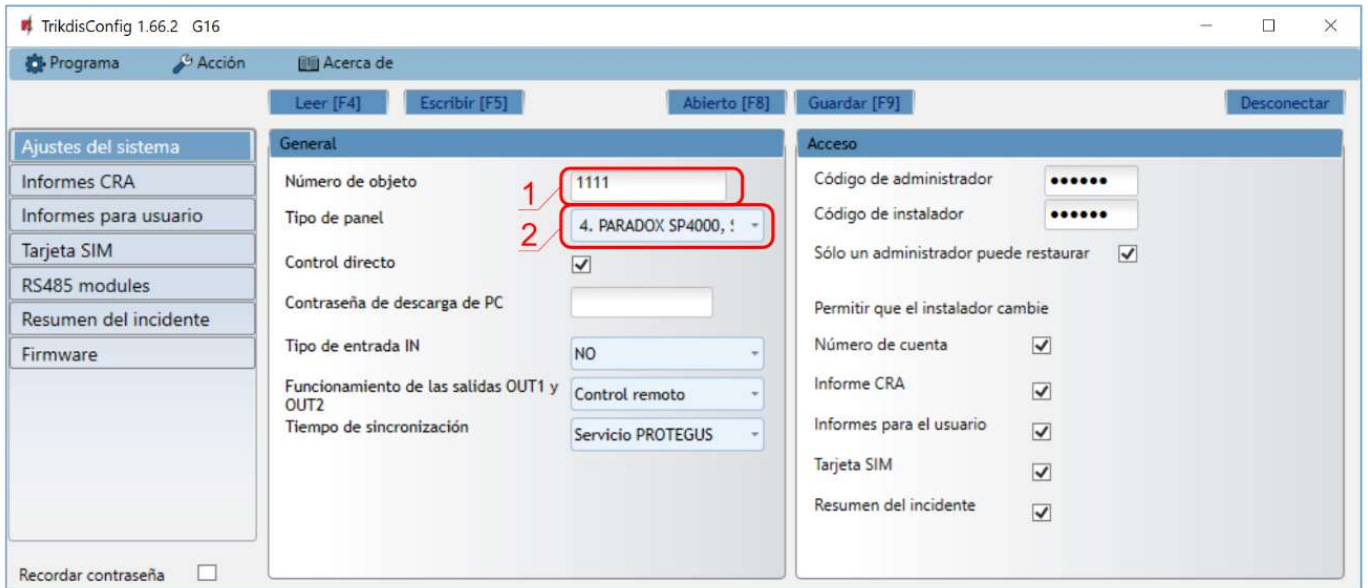 TrikdisConfig 1.66.2 G16
Programa Acción Acerca de
Leer [F4] Escribir [F5] Abierto [F8] Guardar [F9] Desconectar
Ajustes del sistema
Informes CRA
Informes para usuario
Tarjeta SIM
RS485 modules
Resumen del incidente
Firmware
Recordar contraseña
General
Número de objeto 1 1111
Tipo de panel 2 4. PARADOX SP4000,
Control directo
Contraseña de descarga de PC
Tipo de entrada IN NO
Funcionamiento de las salidas OUT1 y
OUT2 Control remoto
Tiempo de sincronización Servicio PROTEGUS
Acceso
Código de administrador ●●●●●●
Código de instalador ●●●●●●
Sólo un administrador puede restaurar
Permitir que el instalador cambie
Número de cuenta
Informe CRA
Informes para el usuario
Tarjeta SIM
Resumen del incidente